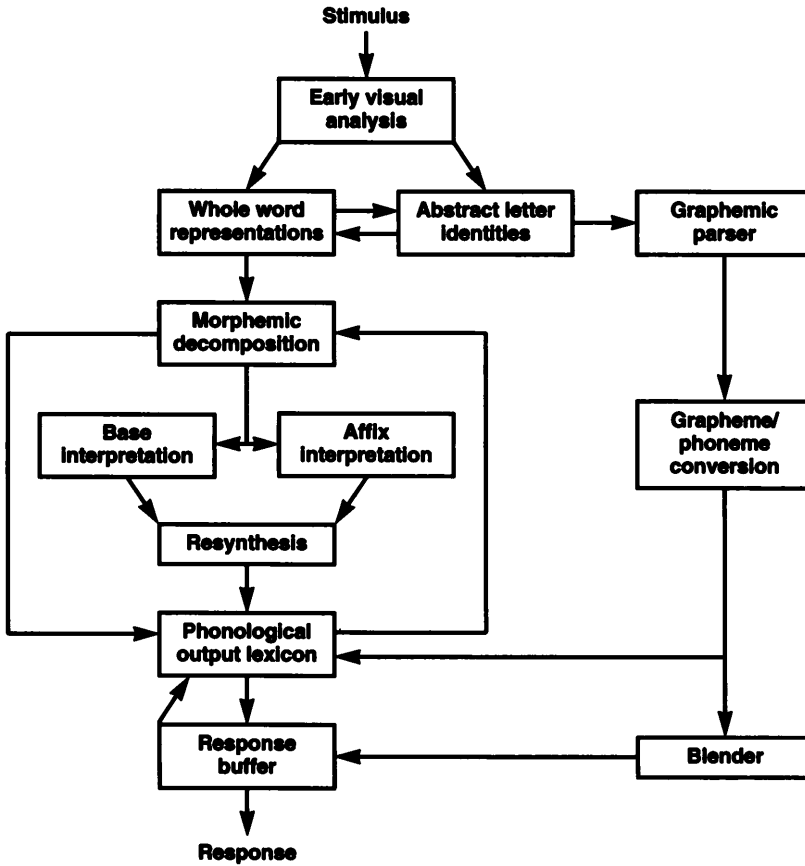 Stimulus
Early visual
analysis
Whole word
representations
Abstract letter
identities
Graphemic
parser
Morphemic
decomposition
Base
interpretation
Affix
interpretation
Grapheme/
phoneme
conversion
Resynthesis
Phonological
output lexicon
Response
buffer
Blender
Response